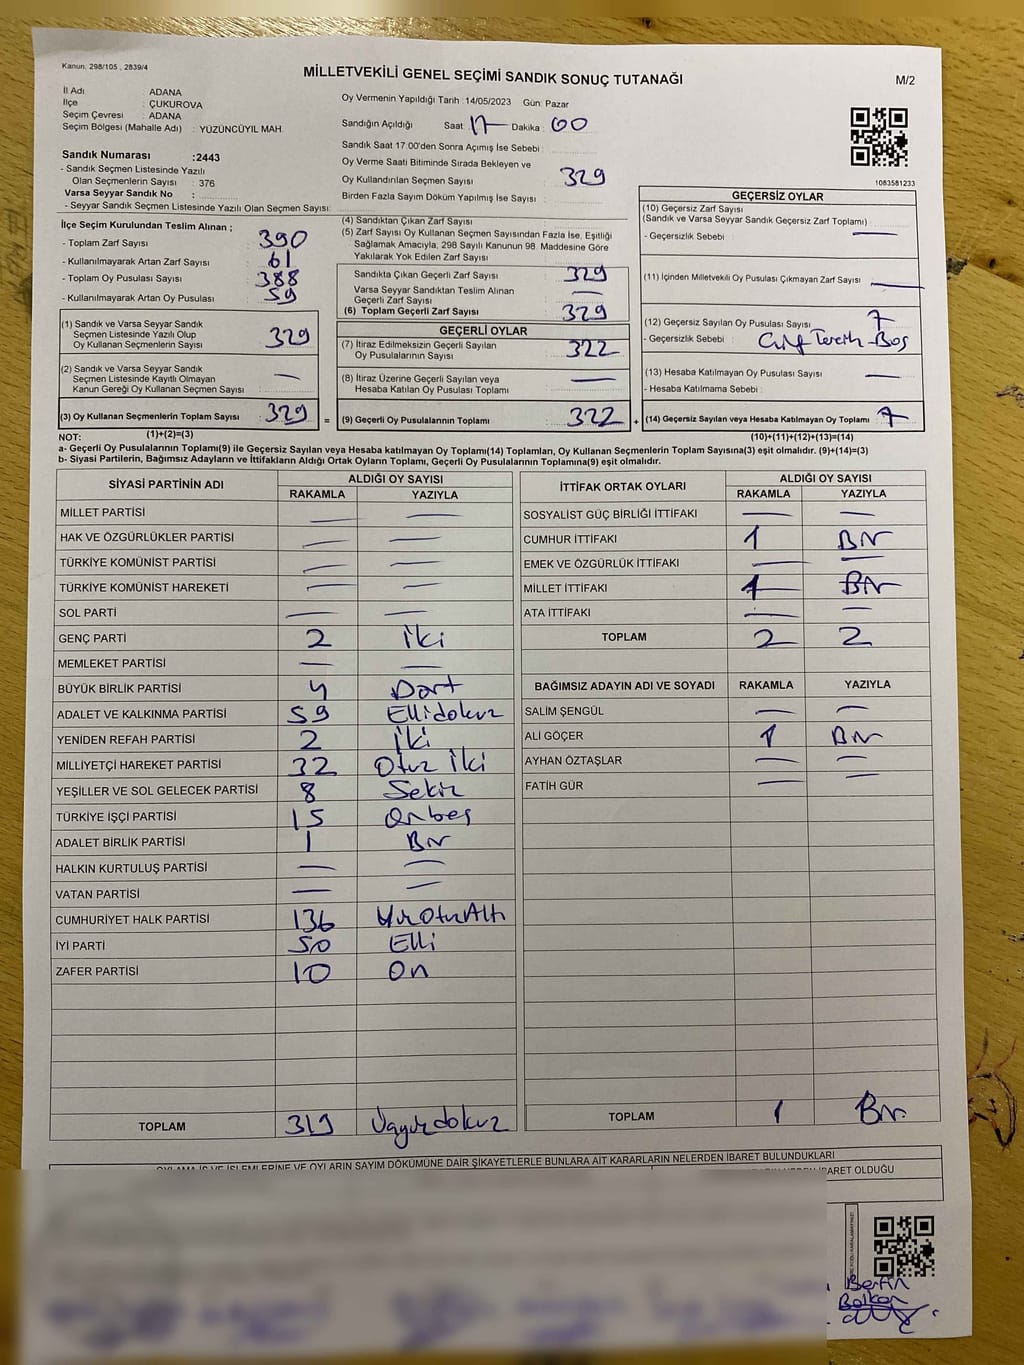 Kanun. 298/105 , 2839/4
MİLLETVEKİLİ GENEL SEÇİMİ SANDIK SONUÇ TUTANAĞI
M/2
İl Adı : ADANA
İlçe : ÇUKUROVA
Seçim Çevresi : ADANA
Seçim Bölgesi (Mahalle Adı) : YÜZÜNCÜYIL MAH.
Sandık Numarası :2443
- Sandık Seçmen Listesinde Yazılı
Olan Seçmenlerin Sayısı : 376
Varsa Seyyar Sandık No :
- Seyyar Sandık Seçmen Listesinde Yazılı Olan Seçmen Sayısı:
Oy Vermenin Yapıldığı Tarih :14/05/2023 Gün: Pazar
Sandığın Açıldığı Saat : 17 Dakika : 00
Sandık Saat 17.00'den Sonra Açımış İse Sebebi :
Oy Verme Saati Bitiminde Sırada Bekleyen ve
Oy Kullandırılan Seçmen Sayısı : 329
Birden Fazla Sayım Döküm Yapılmış İse Sayısı :
1083581233
İlçe Seçim Kurulundan Teslim Alınan ;
- Toplam Zarf Sayısı : 390
- Kullanılmayarak Artan Zarf Sayısı : 61
- Toplam Oy Pusulası Sayısı : 388
- Kullanılmayarak Artan Oy Pusulası : 59
(4) Sandıktan Çıkan Zarf Sayısı :
(5) Zarf Sayısı Oy Kullanan Seçmen Sayısından Fazla İse, Eşitliği
Sağlamak Amacıyla, 298 Sayılı Kanunun 98. Maddesine Göre
Yakılarak Yok Edilen Zarf Sayısı :
Sandıkta Çıkan Geçerli Zarf Sayısı : 329
Varsa Seyyar Sandıktan Teslim Alınan
Geçerli Zarf Sayısı : —
(6) Toplam Geçerli Zarf Sayısı : 329
GEÇERSİZ OYLAR
(10) Geçersiz Zarf Sayısı
(Sandık ve Varsa Seyyar Sandık Geçersiz Zarf Toplamı)
- Geçersizlik Sebebi : —
(11) İçinden Milletvekili Oy Pusulası Çıkmayan Zarf Sayısı : —
(12) Geçersiz Sayılan Oy Pusulası Sayısı : 7
- Geçersizlik Sebebi : Çift Tercih - Boş
(13) Hesaba Katılmayan Oy Pusulası Sayısı : —
- Hesaba Katılmama Sebebi :
(1) Sandık ve Varsa Seyyar Sandık
Seçmen Listesinde Yazılı Olup
Oy Kullanan Seçmenlerin Sayısı : 329
(2) Sandık ve Varsa Seyyar Sandık
Seçmen Listesinde Kayıtlı Olmayan
Kanun Gereği Oy Kullanan Seçmen Sayısı : —
GEÇERLİ OYLAR
(7) İtiraz Edilmeksizin Geçerli Sayılan
Oy Pusulalarının Sayısı : 322
(8) İtiraz Üzerine Geçerli Sayılan veya
Hesaba Katılan Oy Pusulası Toplamı : —
(3) Oy Kullanan Seçmenlerin Toplam Sayısı : 329 = (9) Geçerli Oy Pusulalarının Toplamı : 322 + (14) Geçersiz Sayılan veya Hesaba Katılmayan Oy Toplamı : 7
NOT: (1)+(2)=(3) (10)+(11)+(12)+(13)=(14)
a- Geçerli Oy Pusulalarının Toplamı(9) ile Geçersiz Sayılan veya Hesaba katılmayan Oy Toplamı(14) Toplamları, Oy Kullanan Seçmenlerin Toplam Sayısına(3) eşit olmalıdır. (9)+(14)=(3)
b- Siyasi Partilerin, Bağımsız Adayların ve İttifakların Aldığı Ortak Oyların Toplamı, Geçerli Oy Pusulalarının Toplamına(9) eşit olmalıdır.
SİYASİ PARTİNİN ADI ALDIĞI OY SAYISI
RAKAMLA YAZIYLA
MİLLET PARTİSİ — —
HAK VE ÖZGÜRLÜKLER PARTİSİ — —
TÜRKİYE KOMÜNİST PARTİSİ — —
TÜRKİYE KOMÜNİST HAREKETİ — —
SOL PARTİ — —
GENÇ PARTİ 2 İki
MEMLEKET PARTİSİ — —
BÜYÜK BİRLİK PARTİSİ 4 Dört
ADALET VE KALKINMA PARTİSİ 59 Ellidokuz
YENİDEN REFAH PARTİSİ 2 İki
MİLLİYETÇİ HAREKET PARTİSİ 32 Otuz İki
YEŞİLLER VE SOL GELECEK PARTİSİ 8 Sekiz
TÜRKİYE İŞÇİ PARTİSİ 15 Onbeş
ADALET BİRLİK PARTİSİ 1 Bir
HALKIN KURTULUŞ PARTİSİ — —
VATAN PARTİSİ — —
CUMHURİYET HALK PARTİSİ 136 YüzOtuzAltı
İYİ PARTİ 50 Elli
ZAFER PARTİSİ 10 On
TOPLAM 319 Üçyüzdokuz
İTTİFAK ORTAK OYLARI ALDIĞI OY SAYISI
RAKAMLA YAZIYLA
SOSYALİST GÜÇ BİRLİĞİ İTTİFAKI — —
CUMHUR İTTİFAKI 1 Bir
EMEK VE ÖZGÜRLÜK İTTİFAKI — —
MİLLET İTTİFAKI 1 Bir
ATA İTTİFAKI — —
TOPLAM 2 2
BAĞIMSIZ ADAYIN ADI VE SOYADI RAKAMLA YAZIYLA
SALİM ŞENGÜL — —
ALİ GÖÇER 1 Bir
AYHAN ÖZTAŞLAR — —
FATİH GÜR — —
TOPLAM 1 Bir
OYLAMA İŞ VE İŞLEMLERİNE VE OYLARIN SAYIM DÖKÜMÜNE DAİR ŞİKAYETLERLE BUNLARA AİT KARARLARIN NELERDEN İBARET BULUNDUKLARI
İBARET OLDUĞU